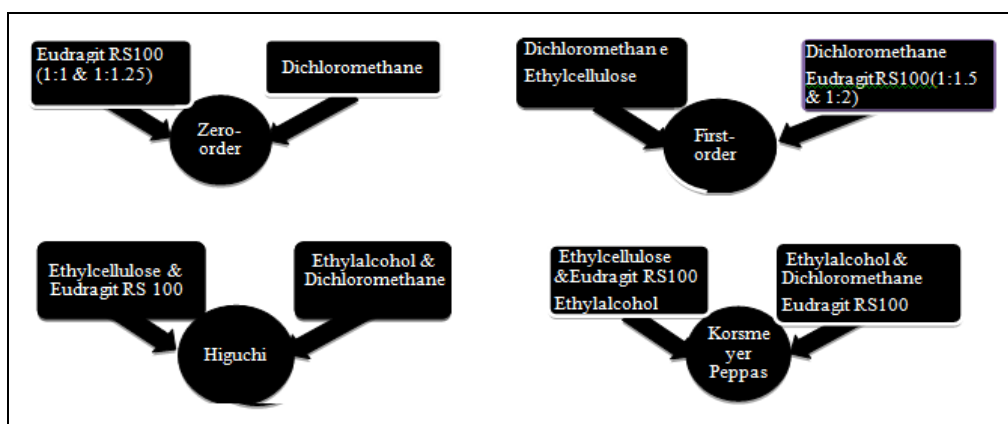 Eudragit RS100
(1:1 & 1:1.25)
Dichloromethane
Zero-
order
Dichloromethan e
Ethylcellulose
Dichloromethane
EudragitRS100(1:1.5
& 1:2)
First-
order
Ethylcellulose &
Eudragit RS 100
Ethylalcohol &
Dichloromethane
Higuchi
Ethylcellulose
&Eudragit RS100
Ethylalcohol
Ethylalcohol &
Dichloromethane
Eudragit RS100
Korsme
yer
Peppas